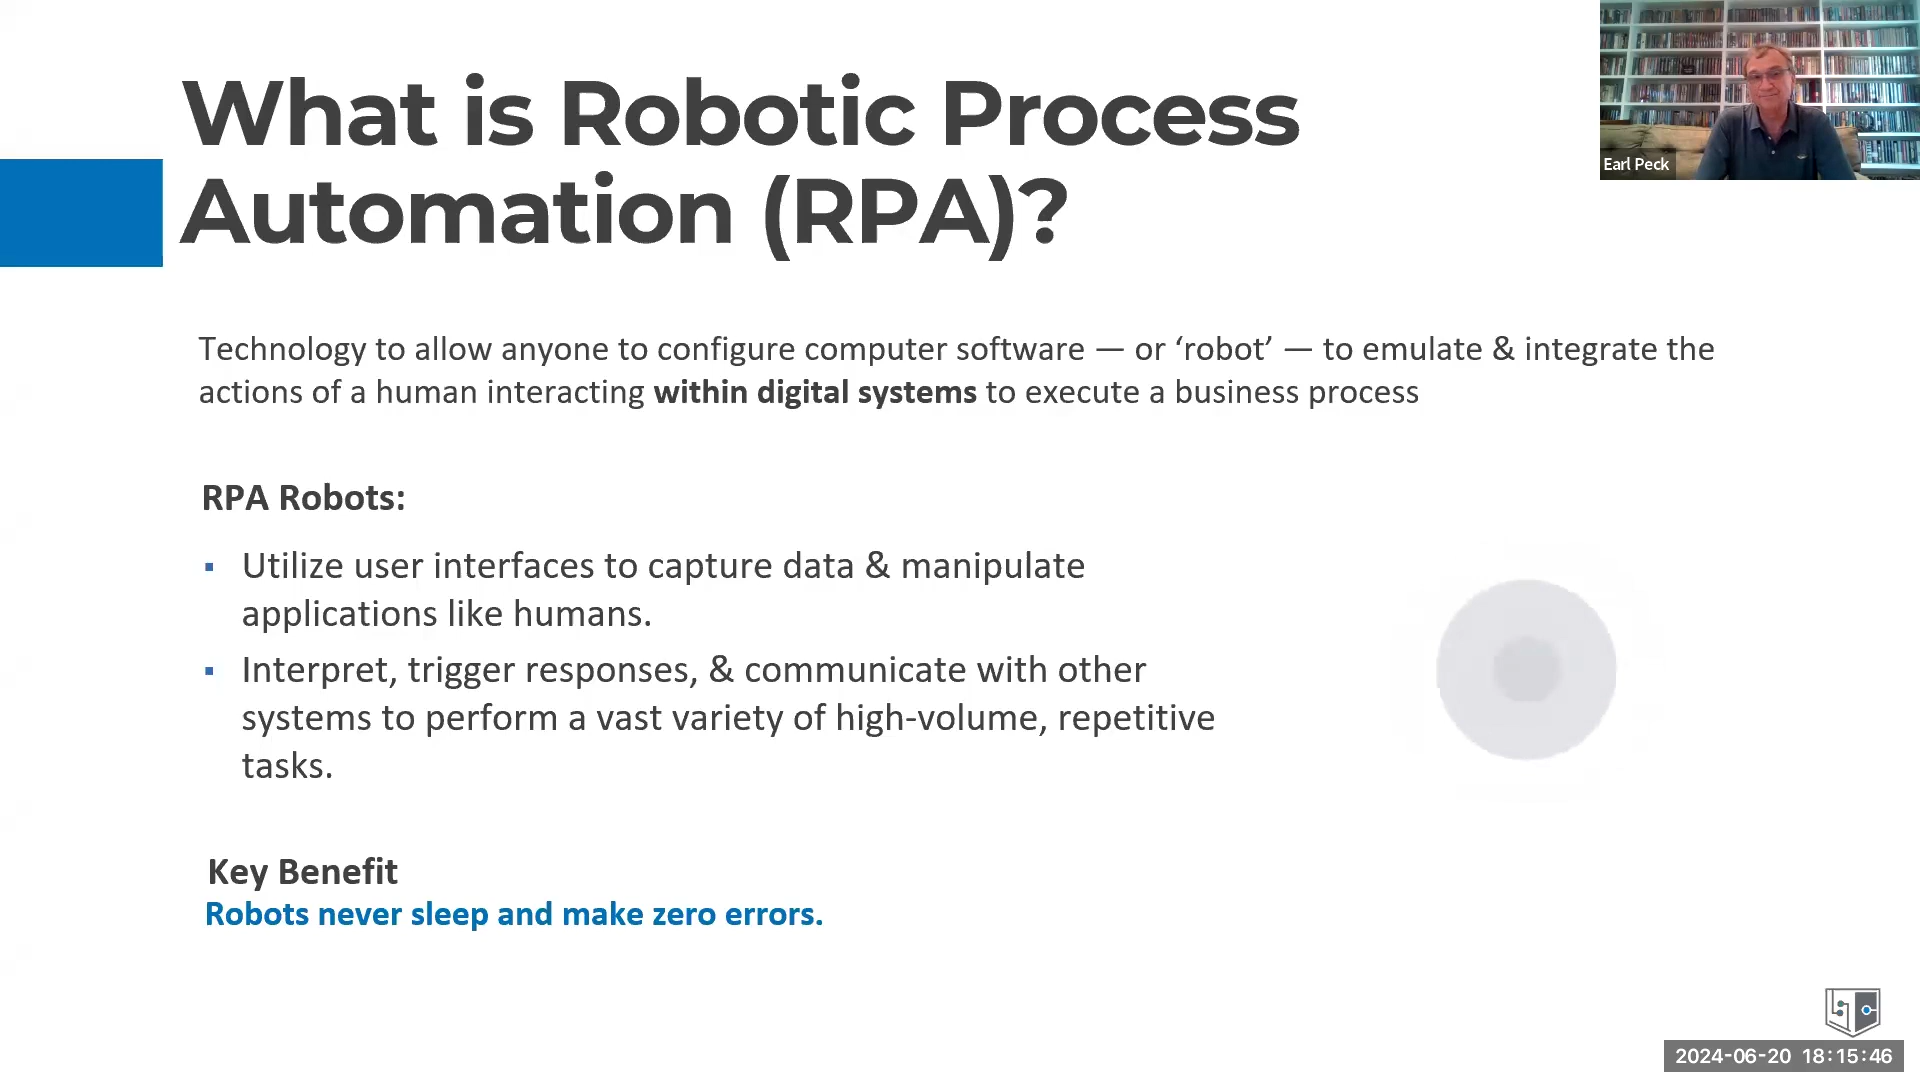 What is Robotic Process
Automation (RPA)?
Earl Peck
Technology to allow anyone to configure computer software — or ‘robot’ — to emulate & integrate the
actions of a human interacting within digital systems to execute a business process
RPA Robots:
▪ Utilize user interfaces to capture data & manipulate
applications like humans.
▪ Interpret, trigger responses, & communicate with other
systems to perform a vast variety of high-volume, repetitive
tasks.
Key Benefit
Robots never sleep and make zero errors.
2024-06-20 18:15:46